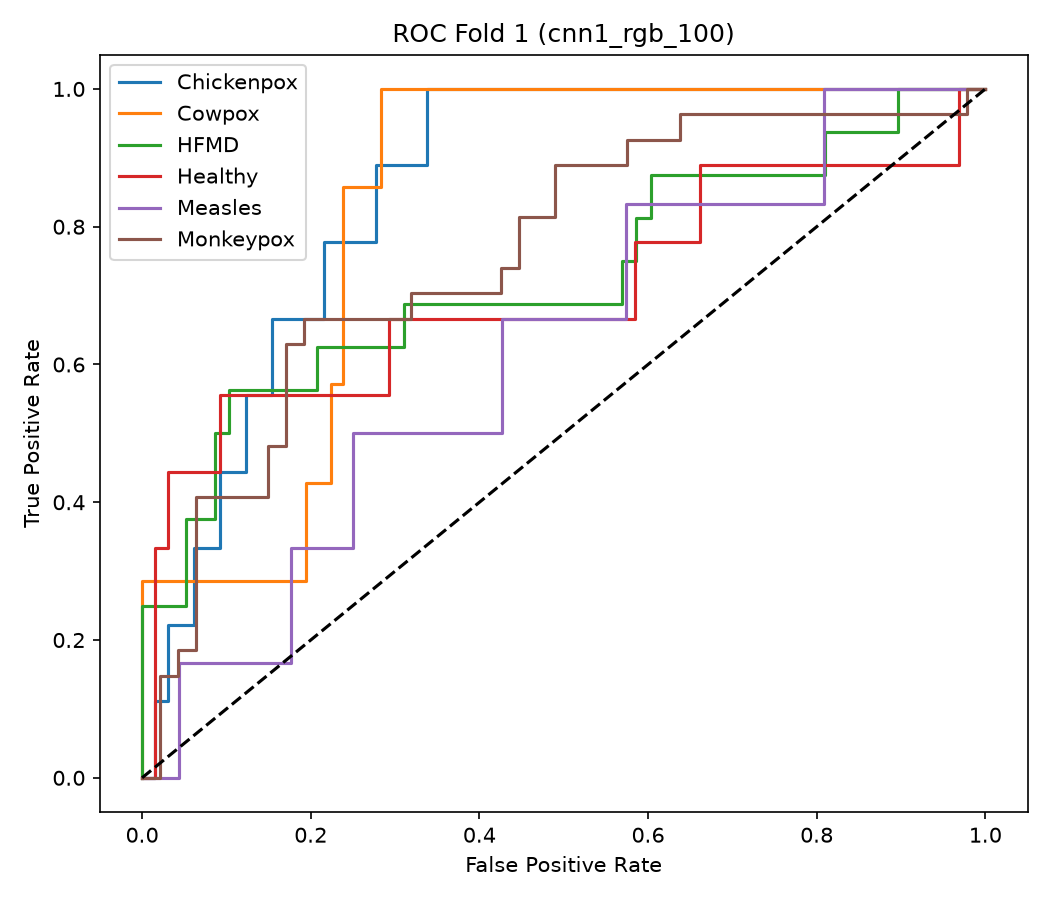 ROC Fold 1 (cnn1_rgb_100)
Chickenpox
Cowpox
HFMD
Healthy
Measles
Monkeypox
True Positive Rate
1.0
0.8
0.6
0.4
0.2
0.0
0.0 0.2 0.4 0.6 0.8 1.0
False Positive Rate